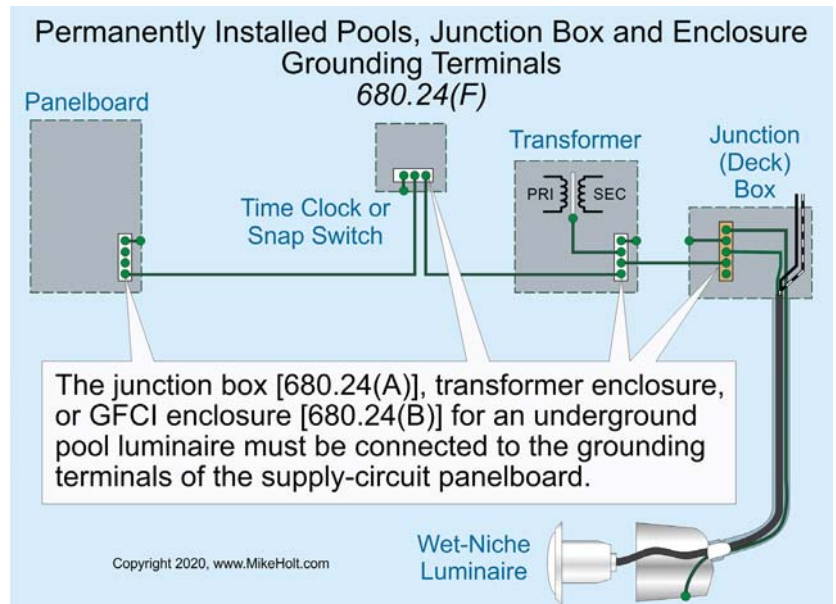 Permanently Installed Pools, Junction Box and Enclosure
Grounding Terminals
680.24(F)
Panelboard
Time Clock or
Snap Switch
Transformer
PRI
SEC
Junction
(Deck)
Box
The junction box [680.24(A)], transformer enclosure,
or GFCI enclosure [680.24(B)] for an underground
pool luminaire must be connected to the grounding
terminals of the supply-circuit panelboard.
Wet-Niche
Luminaire
Copyright 2020, www.MikeHolt.com